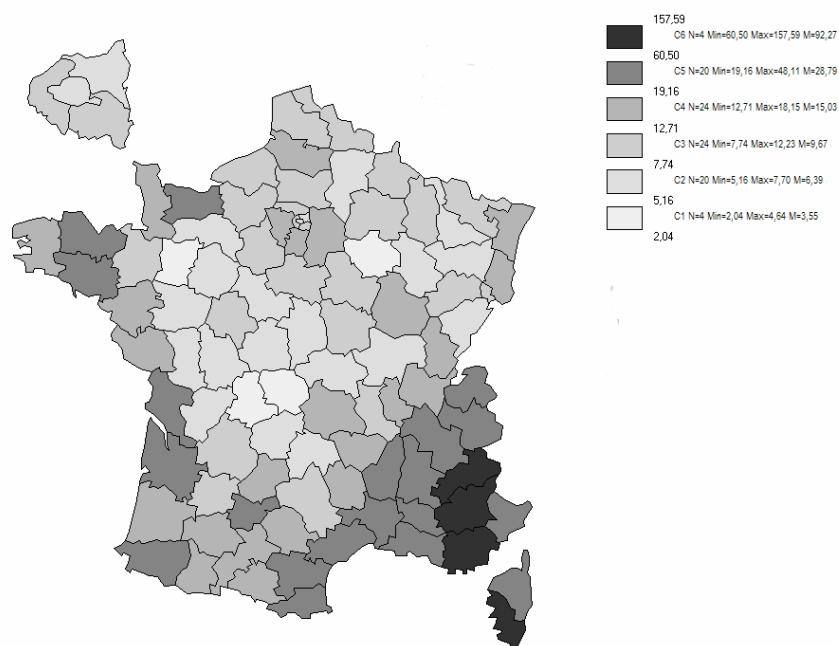 157,59
C6 N=4 Min=60,50 Max=157,59 M=92,27
60,50
C5 N=20 Min=19,16 Max=48,11 M=28,79
19,16
C4 N=24 Min=12,71 Max=18,15 M=15,03
12,71
C3 N=24 Min=7,74 Max=12,23 M=9,67
7,74
C2 N=20 Min=5,16 Max=7,70 M=6,39
5,16
C1 N=4 Min=2,04 Max=4,64 M=3,55
2,04